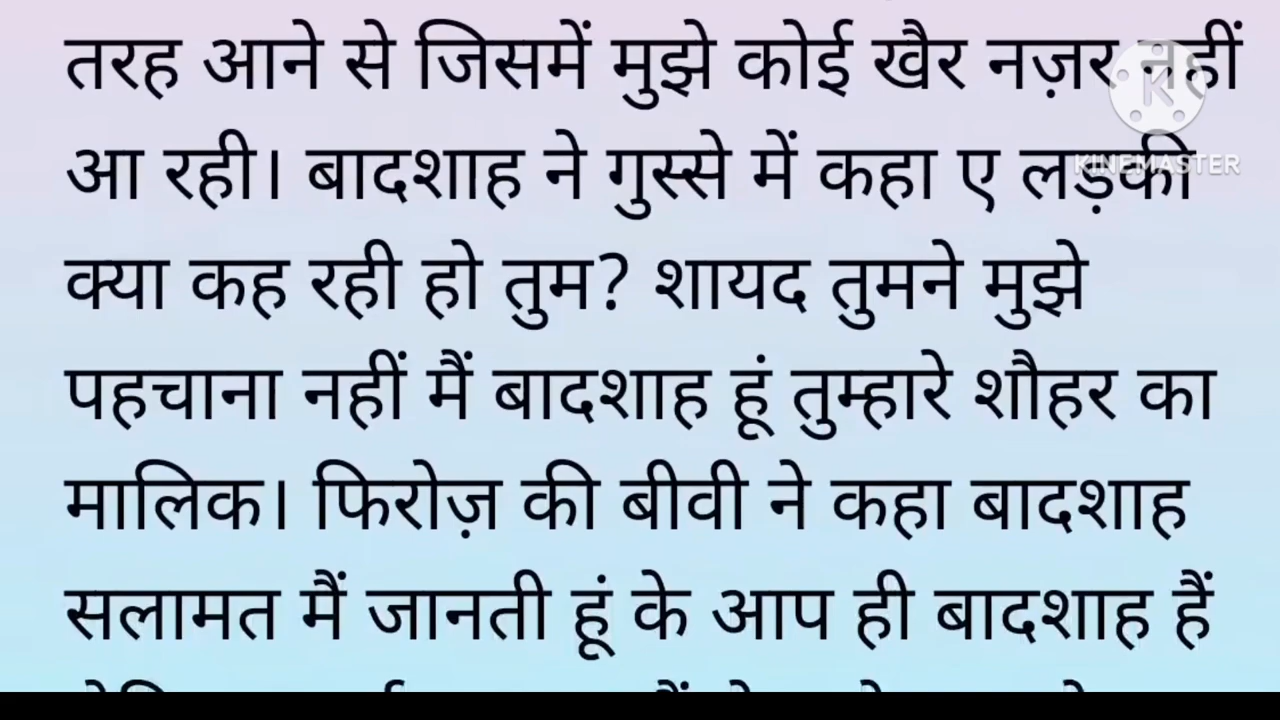 तरह आने से जिसमें मुझे कोई खैर नज़र नहीं
आ रही। बादशाह ने गुस्से में कहा ए लड़की
KINEMASTER
क्या कह रही हो तुम? शायद तुमने मुझे
पहचाना नहीं मैं बादशाह हूं तुम्हारे शौहर का
मालिक। फिरोज़ की बीवी ने कहा बादशाह
सलामत मैं जानती हूं के आप ही बादशाह हैं